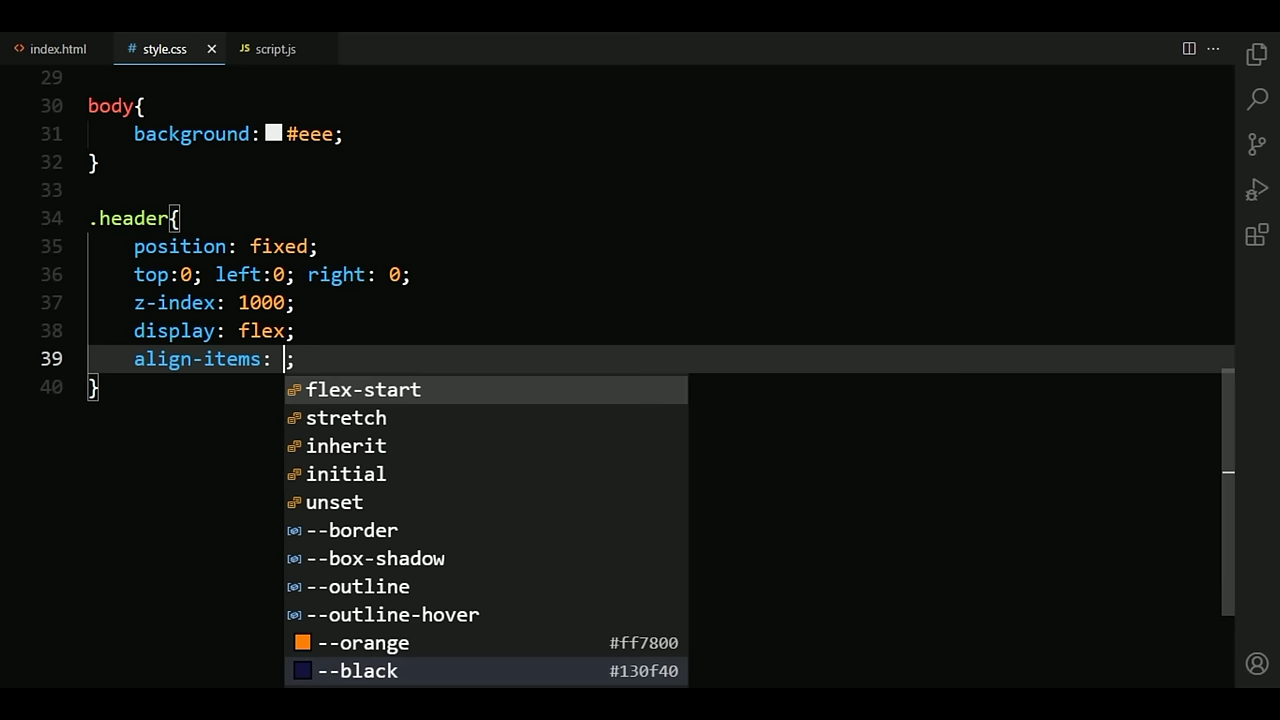 index.html
style.css
JS script.js
29
30 body{
31 background: #eee;
32 }
33
34 .header{
35 position: fixed;
36 top:0; left:0; right: 0;
37 z-index: 1000;
38 display: flex;
39 align-items: ;
40 }
flex-start
stretch
inherit
initial
unset
--border
--box-shadow
--outline
--outline-hover
--orange #ff7800
--black #130f40